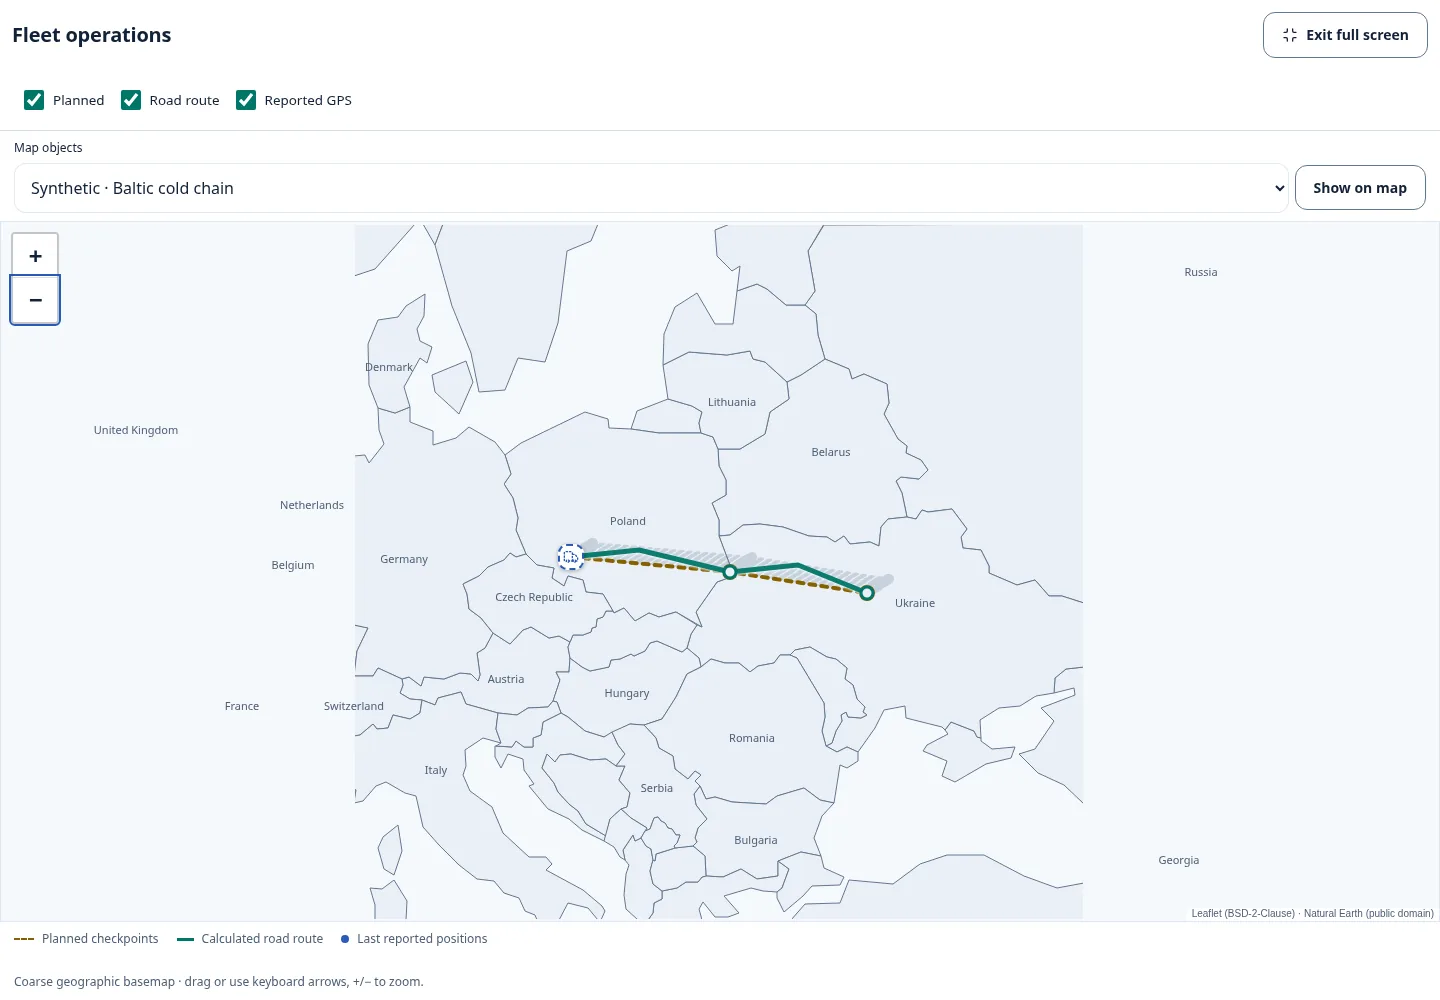 Fleet operations
Exit full screen
Planned
Road route
Reported GPS
Map objects
Synthetic · Baltic cold chain
Show on map
+
−
Russia
Denmark
Lithuania
United Kingdom
Belarus
Netherlands
Poland
Germany
Belgium
Czech Republic
Ukraine
Austria
Hungary
France
Switzerland
Romania
Italy
Serbia
Bulgaria
Georgia
Leaflet (BSD-2-Clause) · Natural Earth (public domain)
Planned checkpoints
Calculated road route
Last reported positions
Coarse geographic basemap · drag or use keyboard arrows, +/− to zoom.